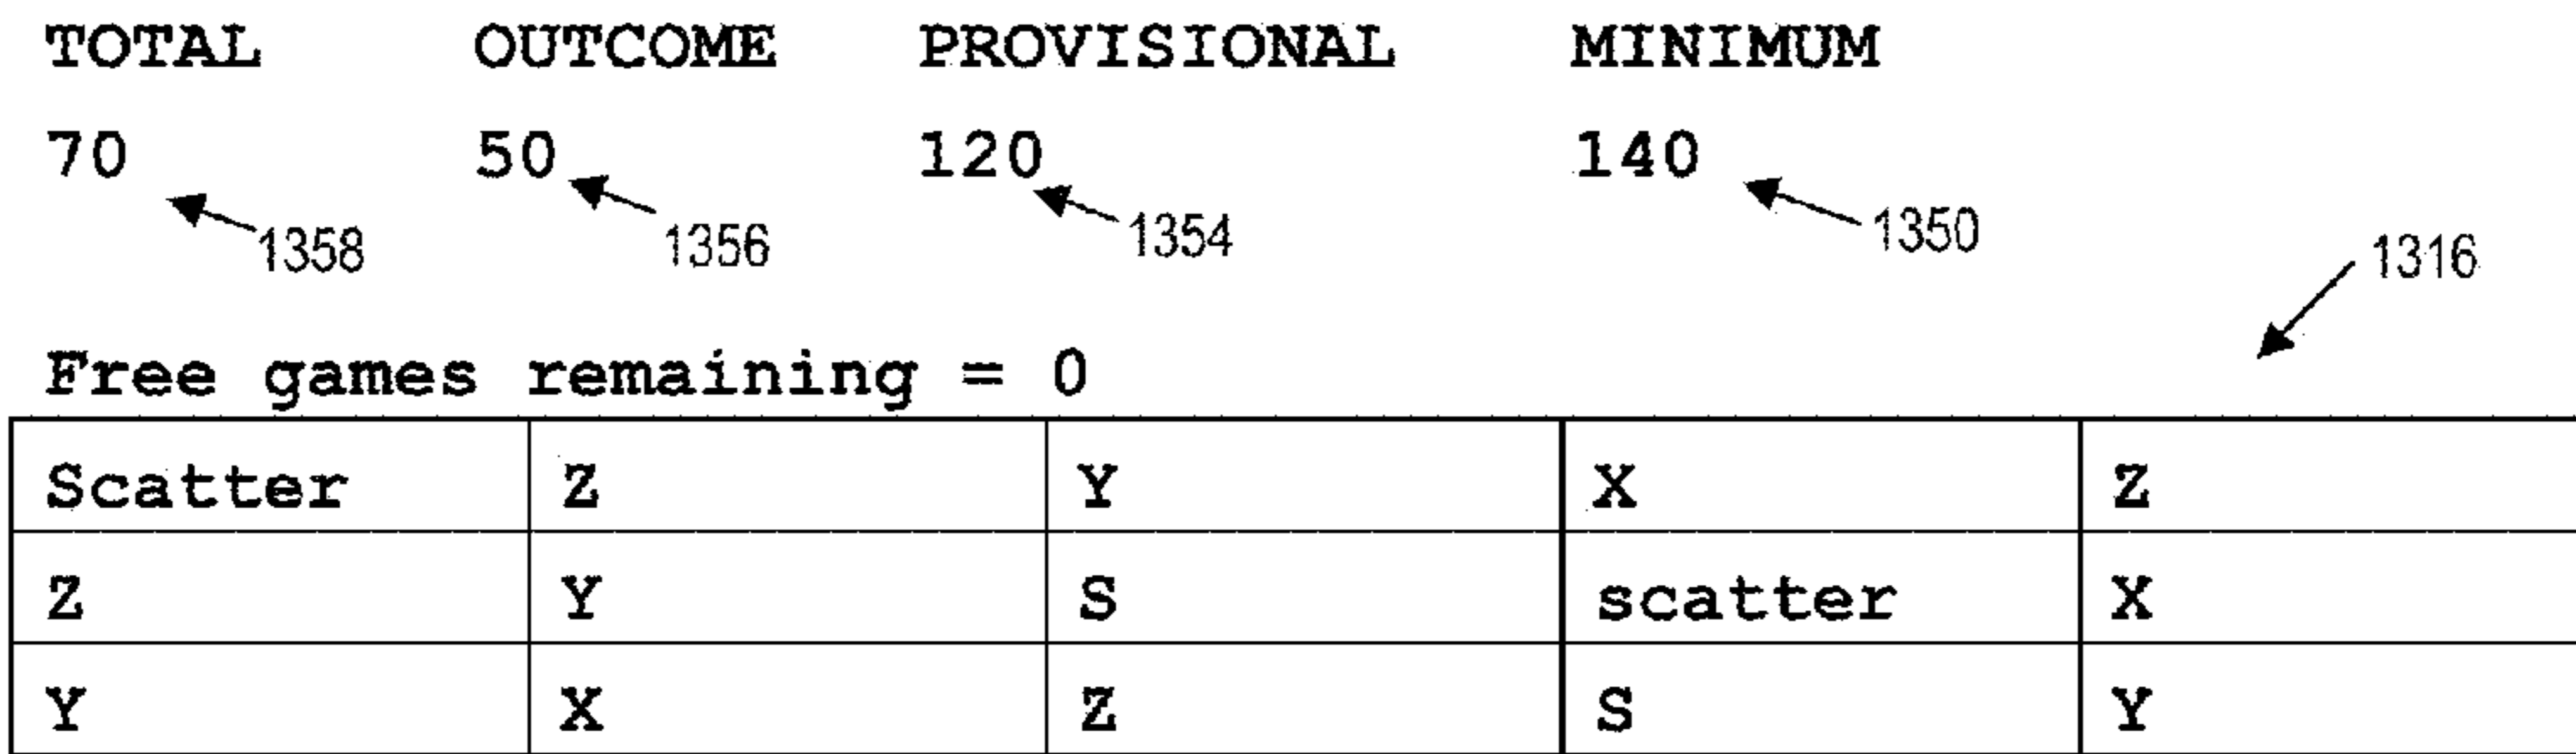 TOTAL OUTCOME PROVISIONAL MINIMUM
70 50 120 140
1358 1356 1354 1350 1316
Free games remaining = 0
Scatter Z Y X Z
Z Y S scatter X
Y X Z S Y